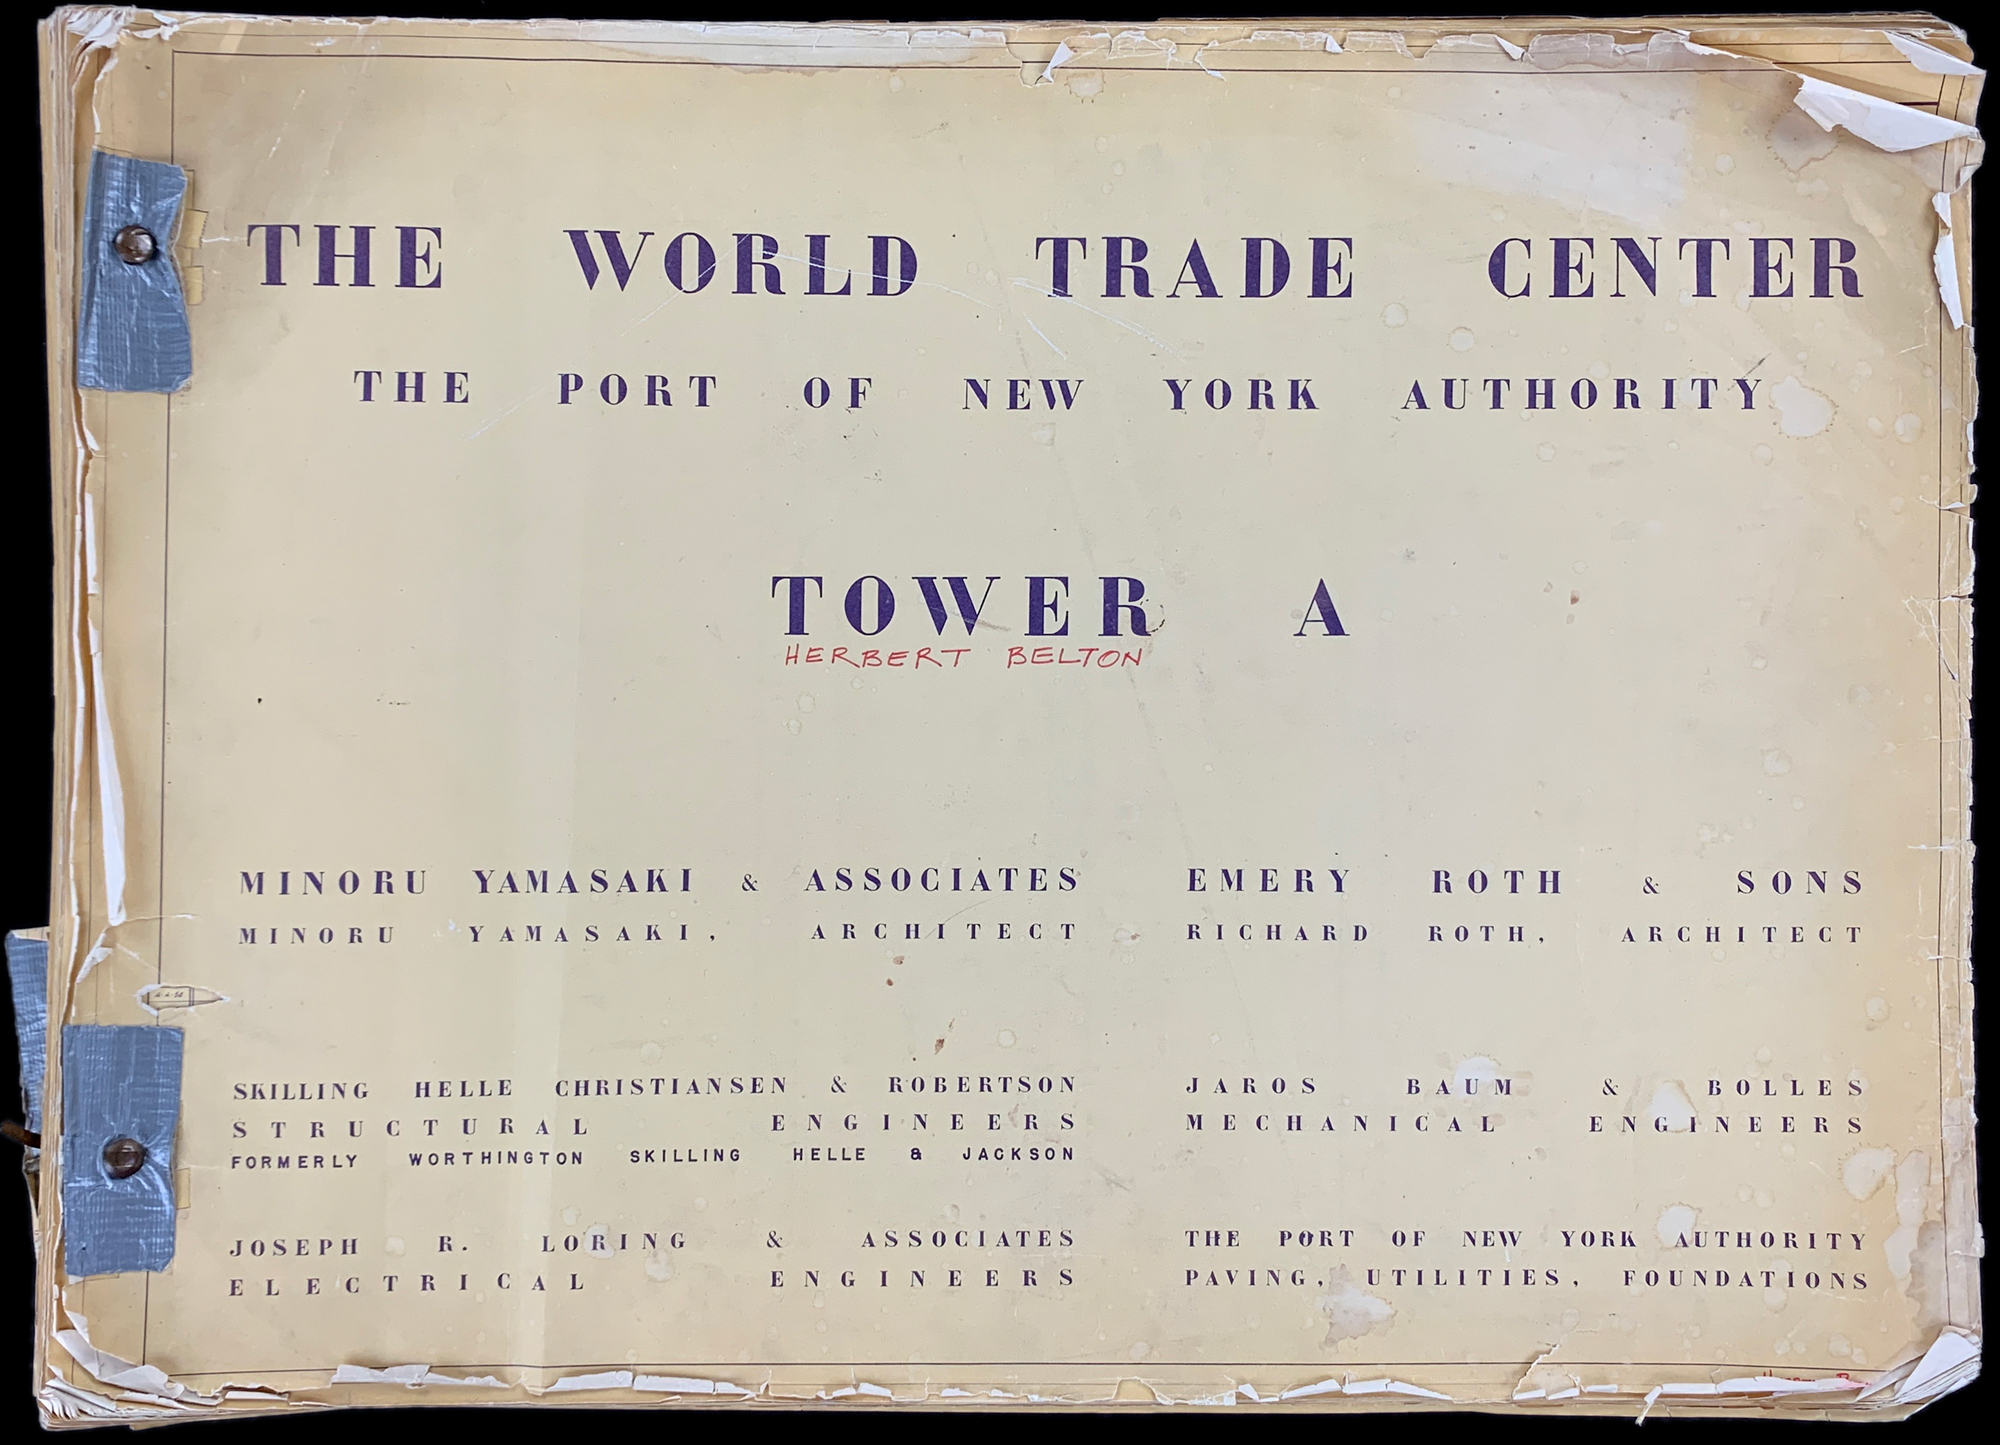 THE WORLD TRADE CENTER
THE PORT OF NEW YORK AUTHORITY
TOWER A
HERBERT BELTON
MINORU YAMASAKI & ASSOCIATES
MINORU YAMASAKI, ARCHITECT
EMERY ROTH & SONS
RICHARD ROTH, ARCHITECT
SKILLING HELLE CHRISTIANSEN & ROBERTSON
STRUCTURAL ENGINEERS
FORMERLY WORTHINGTON SKILLING HELLE & JACKSON
JAROS BAUM & BOLLES
MECHANICAL ENGINEERS
JOSEPH R. LORING & ASSOCIATES
ELECTRICAL ENGINEERS
THE PORT OF NEW YORK AUTHORITY
PAVING, UTILITIES, FOUNDATIONS